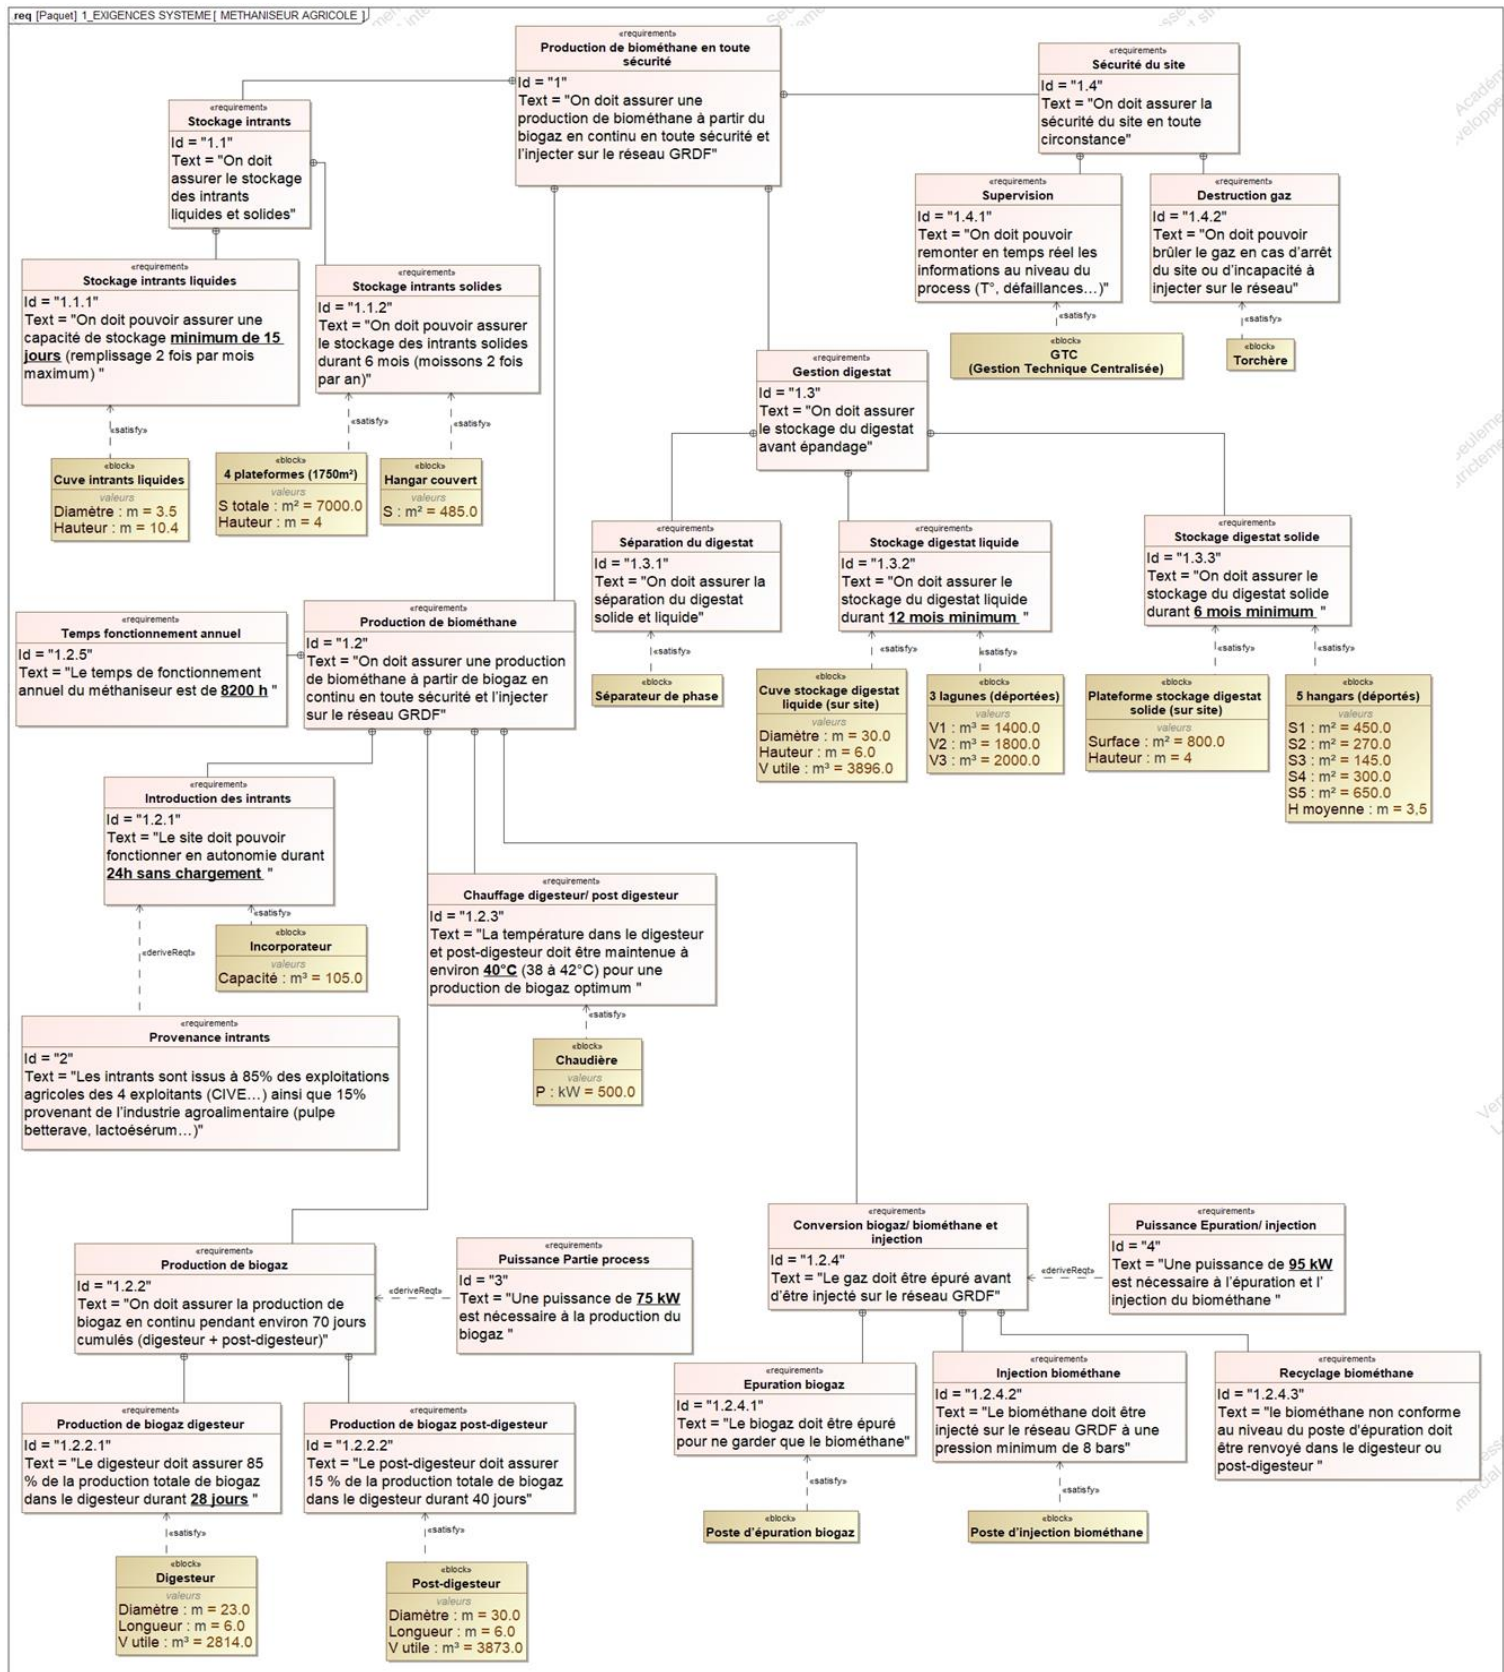 req [Paquet] 1_EXIGENCES SYSTEME[ METHANISEUR AGRICOLE ]
«requirement»
Production de biométhane en toute
sécurité
Id = "1"
Text = "On doit assurer une
production de biométhane à partir du
biogaz en continu en toute sécurité et
l'injecter sur le réseau GRDF"
«requirement»
Sécurité du site
Id = "1.4"
Text = "On doit assurer la
sécurité du site en toute
circonstance"
«requirement»
Stockage intrants
Id = "1.1"
Text = "On doit
assurer le stockage
des intrants
liquides et solides"
«requirement»
Supervision
Id = "1.4.1"
Text = "On doit pouvoir
remonter en temps réel les
informations au niveau du
process (T°, défaillances…)"
«satisfy»
«block»
GTC
(Gestion Technique Centralisée)
«requirement»
Destruction gaz
Id = "1.4.2"
Text = "On doit pouvoir
brûler le gaz en cas d'arrêt
du site ou d'incapacité à
injecter sur le réseau"
«satisfy»
«block»
Torchère
«requirement»
Stockage intrants liquides
Id = "1.1.1"
Text = "On doit pouvoir assurer une
capacité de stockage minimum de 15
jours (remplissage 2 fois par mois
maximum) "
«satisfy»
«block»
Cuve intrants liquides
valeurs
Diamètre : m = 3.5
Hauteur : m = 10.4
«requirement»
Stockage intrants solides
Id = "1.1.2"
Text = "On doit pouvoir assurer
le stockage des intrants solides
durant 6 mois (moissons 2 fois
par an)"
«satisfy»
«satisfy»
«block»
4 plateformes (1750m²)
valeurs
S totale : m² = 7000.0
Hauteur : m = 4
«block»
Hangar couvert
valeurs
S : m² = 485.0
«requirement»
Gestion digestat
Id = "1.3"
Text = "On doit assurer
le stockage du digestat
avant épandage"
«requirement»
Séparation du digestat
Id = "1.3.1"
Text = "On doit assurer la
séparation du digestat
solide et liquide"
«satisfy»
«block»
Séparateur de phase
«requirement»
Stockage digestat liquide
Id = "1.3.2"
Text = "On doit assurer le
stockage du digestat liquide
durant 12 mois minimum "
«satisfy»
«satisfy»
«block»
Cuve stockage digestat
liquide (sur site)
valeurs
Diamètre : m = 30.0
Hauteur : m = 6.0
V utile : m³ = 3896.0
«block»
3 lagunes (déportées)
valeurs
V1 : m³ = 1400.0
V2 : m³ = 1800.0
V3 : m³ = 2000.0
«requirement»
Stockage digestat solide
Id = "1.3.3"
Text = "On doit assurer le
stockage du digestat solide
durant 6 mois minimum "
«satisfy»
«satisfy»
«block»
Plateforme stockage digestat
solide (sur site)
valeurs
Surface : m² = 800.0
Hauteur : m = 4
«block»
5 hangars (déportés)
valeurs
S1 : m² = 450.0
S2 : m² = 270.0
S3 : m² = 145.0
S4 : m² = 300.0
S5 : m² = 650.0
H moyenne : m = 3,5
«requirement»
Temps fonctionnement annuel
Id = "1.2.5"
Text = "Le temps de fonctionnement
annuel du méthaniseur est de 8200 h "
«requirement»
Production de biométhane
Id = "1.2"
Text = "On doit assurer une production
de biométhane à partir de biogaz en
continu en toute sécurité et l'injecter
sur le réseau GRDF"
«requirement»
Introduction des intrants
Id = "1.2.1"
Text = "Le site doit pouvoir
fonctionner en autonomie durant
24h sans chargement "
«satisfy»
«block»
Incorporateur
valeurs
Capacité : m³ = 105.0
«deriveReqt»
«requirement»
Provenance intrants
Id = "2"
Text = "Les intrants sont issus à 85% des exploitations
agricoles des 4 exploitants (CIVE…) ainsi que 15%
provenant de l'industrie agroalimentaire (pulpe
betterave, lactoésérum…)"
«requirement»
Chauffage digesteur/ post digesteur
Id = "1.2.3"
Text = "La température dans le digesteur
et post-digesteur doit être maintenue à
environ 40°C (38 à 42°C) pour une
production de biogaz optimum "
«satisfy»
«block»
Chaudière
valeurs
P : kW = 500.0
«requirement»
Production de biogaz
Id = "1.2.2"
Text = "On doit assurer la production de
biogaz en continu pendant environ 70 jours
cumulés (digesteur + post-digesteur)"
«deriveReqt»
«requirement»
Puissance Partie process
Id = "3"
Text = "Une puissance de 75 kW
est nécessaire à la production du
biogaz "
«requirement»
Conversion biogaz/ biométhane et
injection
Id = "1.2.4"
Text = "Le gaz doit être épuré avant
d'être injecté sur le réseau GRDF"
«deriveReqt»
«requirement»
Puissance Epuration/ injection
Id = "4"
Text = "Une puissance de 95 kW
est nécessaire à l'épuration et l'
injection du biométhane "
«requirement»
Production de biogaz digesteur
Id = "1.2.2.1"
Text = "Le digesteur doit assurer 85
% de la production totale de biogaz
dans le digesteur durant 28 jours "
«satisfy»
«block»
Digesteur
valeurs
Diamètre : m = 23.0
Longueur : m = 6.0
V utile : m³ = 2814.0
«requirement»
Production de biogaz post-digesteur
Id = "1.2.2.2"
Text = "Le post-digesteur doit assurer
15 % de la production totale de biogaz
dans le digesteur durant 40 jours"
«satisfy»
«block»
Post-digesteur
valeurs
Diamètre : m = 30.0
Longueur : m = 6.0
V utile : m³ = 3873.0
«requirement»
Epuration biogaz
Id = "1.2.4.1"
Text = "Le biogaz doit être épuré
pour ne garder que le biométhane"
«satisfy»
«block»
Poste d'épuration biogaz
«requirement»
Injection biométhane
Id = "1.2.4.2"
Text = "Le biométhane doit être
injecté sur le réseau GRDF à une
pression minimum de 8 bars"
«satisfy»
«block»
Poste d'injection biométhane
«requirement»
Recyclage biométhane
Id = "1.2.4.3"
Text = "le biométhane non conforme
au niveau du poste d'épuration doit
être renvoyé dans le digesteur ou
post-digesteur "